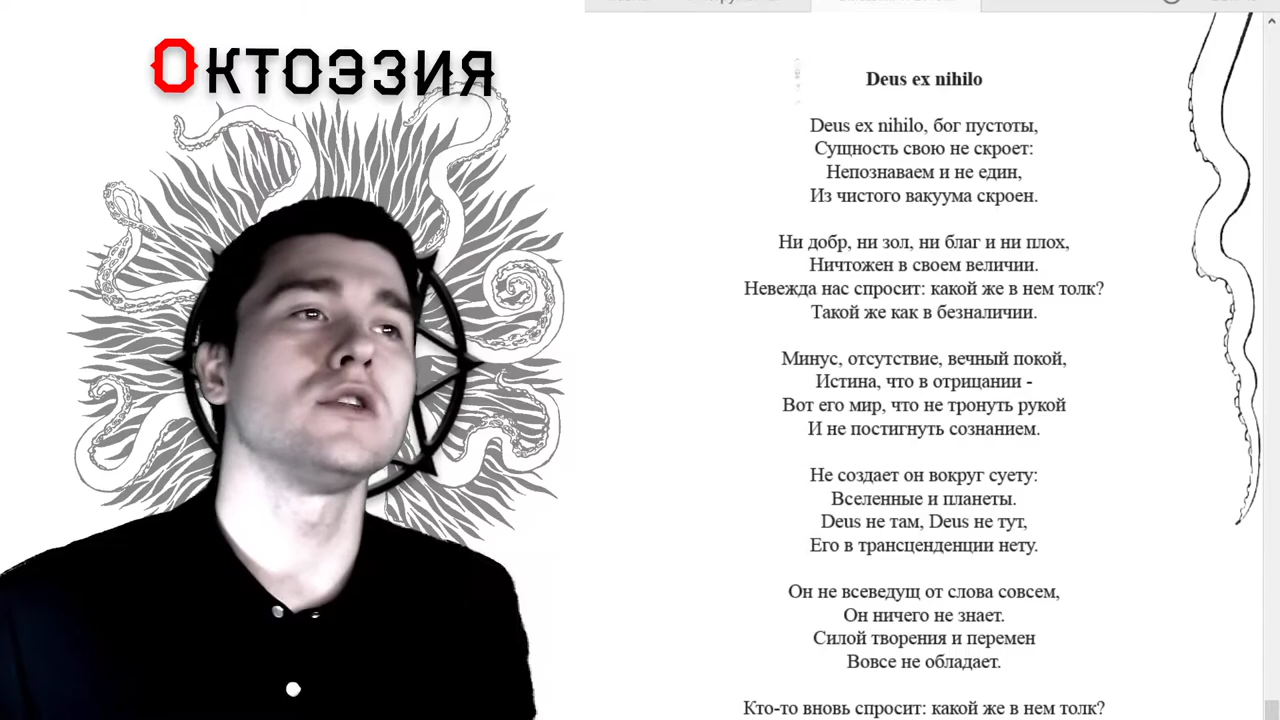 Октоэзия
Deus ex nihilo
Deus ex nihilo, бог пустоты,
Сущность свою не скроет:
Непознаваем и не един,
Из чистого вакуума скроен.
Ни добр, ни зол, ни благ и ни плох,
Ничтожен в своем величии.
Невежда нас спросит: какой же в нем толк?
Такой же как в безналичии.
Минус, отсутствие, вечный покой,
Истина, что в отрицании -
Вот его мир, что не тронуть рукой
И не постигнуть сознанием.
Не создает он вокруг суету:
Вселенные и планеты.
Deus не там, Deus не тут,
Его в трансценденции нету.
Он не всеведущ от слова совсем,
Он ничего не знает.
Силой творения и перемен
Вовсе не обладает.
Кто-то вновь спросит: какой же в нем толк?